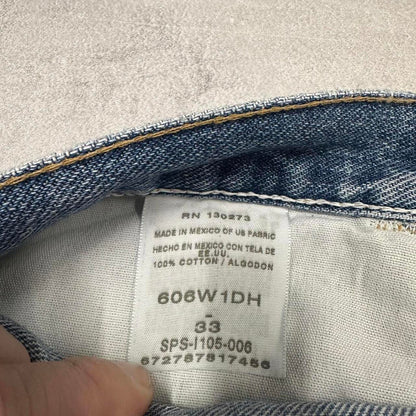 RN 130273
MADE IN MEXICO OF US FABRIC
HECHO EN MEXICO CON TELA DE
EE.UU.
100% COTTON / ALGODON
606W1DH
-
33
SPS-I105-006
672787817456